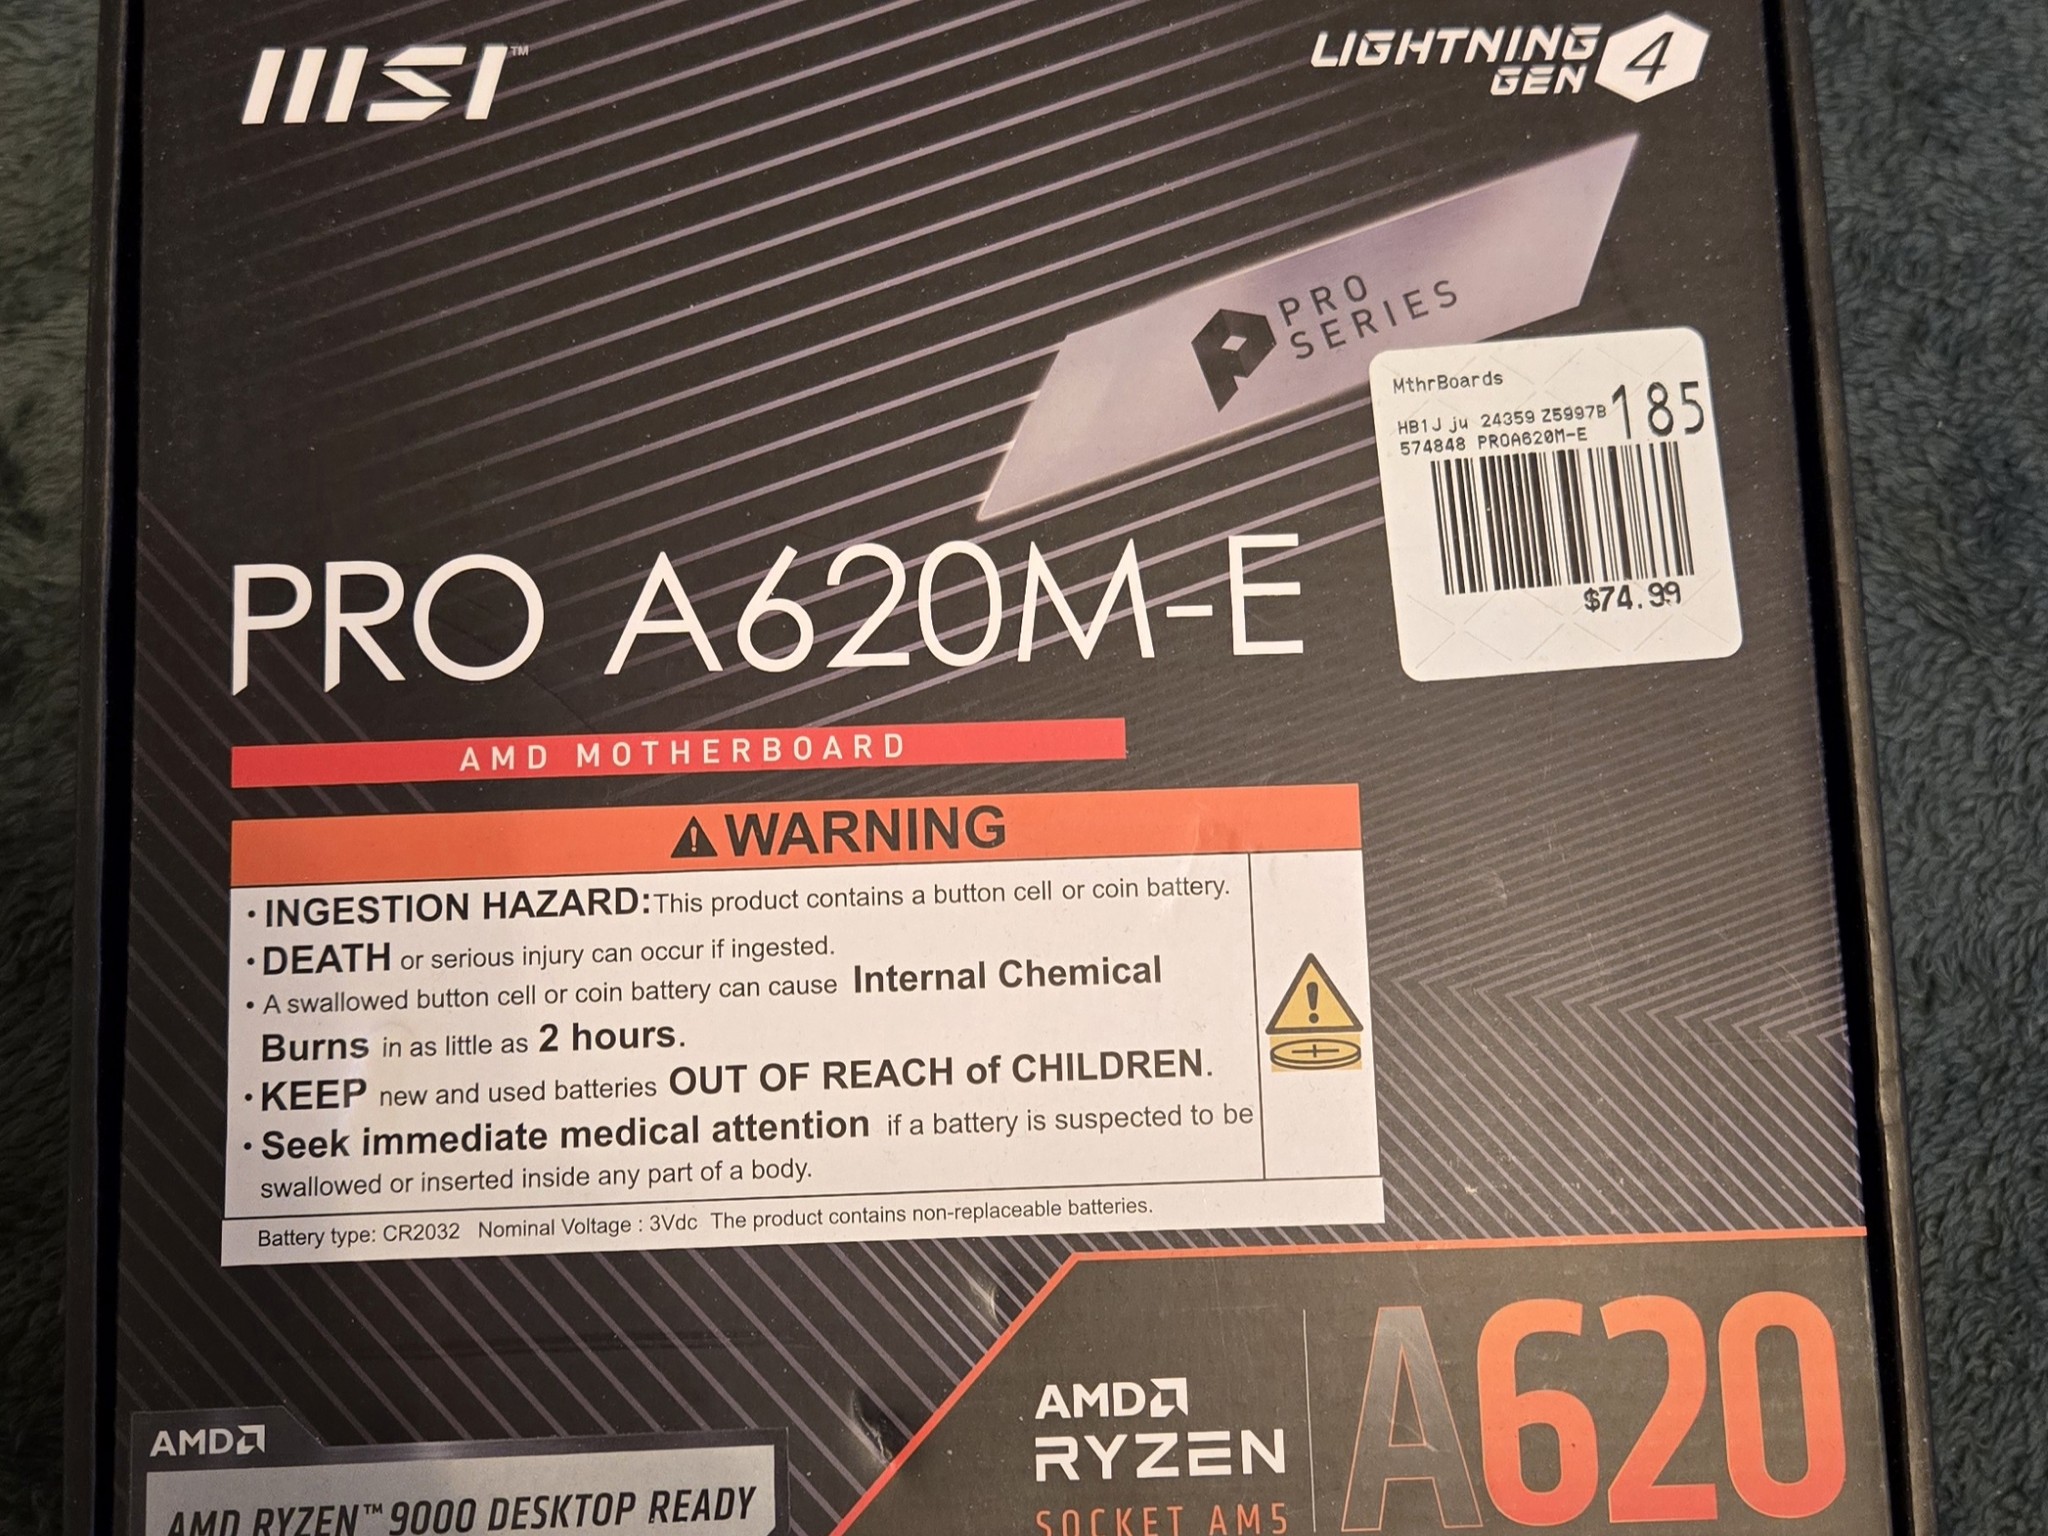 msi™
LIGHTNING
GEN 4
PRO
SERIES
MthrBoards
HB1J ju 24359 Z5997B 185
574848 PROA620M-E
$74.99
PRO A620M-E
AMD MOTHERBOARD
WARNING
• INGESTION HAZARD: This product contains a button cell or coin battery.
• DEATH or serious injury can occur if ingested.
• A swallowed button cell or coin battery can cause Internal Chemical
Burns in as little as 2 hours.
• KEEP new and used batteries OUT OF REACH of CHILDREN.
• Seek immediate medical attention if a battery is suspected to be
swallowed or inserted inside any part of a body.
Battery type: CR2032 Nominal Voltage : 3Vdc The product contains non-replaceable batteries.
AMD
AMD RYZEN™ 9000 DESKTOP READY
AMD
RYZEN
SOCKET AM5
A620